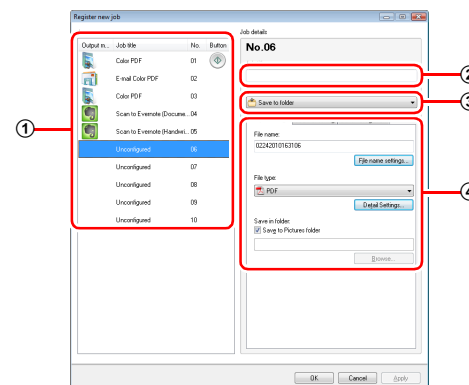 Register new job
Output m... Job title No. Button
Color PDF 01
E-mail Color PDF 02
Color PDF 03
Scan to Evernote (Docume... 04
Scan to Evernote (Handwri... 05
Unconfigured 06
Unconfigured 07
Unconfigured 08
Unconfigured 09
Unconfigured 10
Job details
No.06
Save to folder
File name:
02242010163106
File name settings...
File type:
PDF
Detail Settings...
Save in folder:
Save to Pictures folder
Browse...
OK Cancel Apply
①
②
③
④